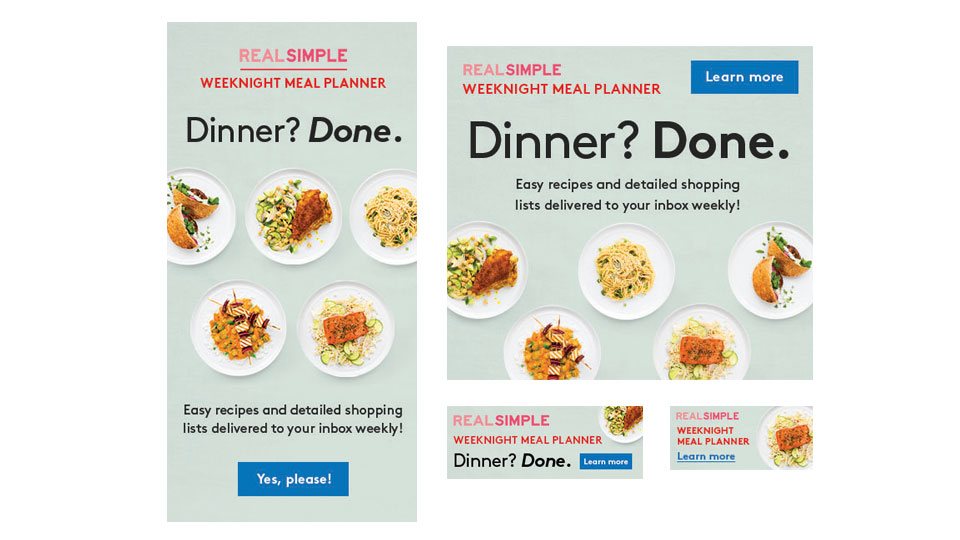 REALSIMPLE
WEEKNIGHT MEAL PLANNER
Dinner? Done.
Easy recipes and detailed shopping
lists delivered to your inbox weekly!
Yes, please!
REALSIMPLE
WEEKNIGHT MEAL PLANNER
Learn more
Dinner? Done.
Easy recipes and detailed shopping
lists delivered to your inbox weekly!
REALSIMPLE
WEEKNIGHT MEAL PLANNER
Dinner? Done.
Learn more
REALSIMPLE
WEEKNIGHT
MEAL PLANNER
Learn more